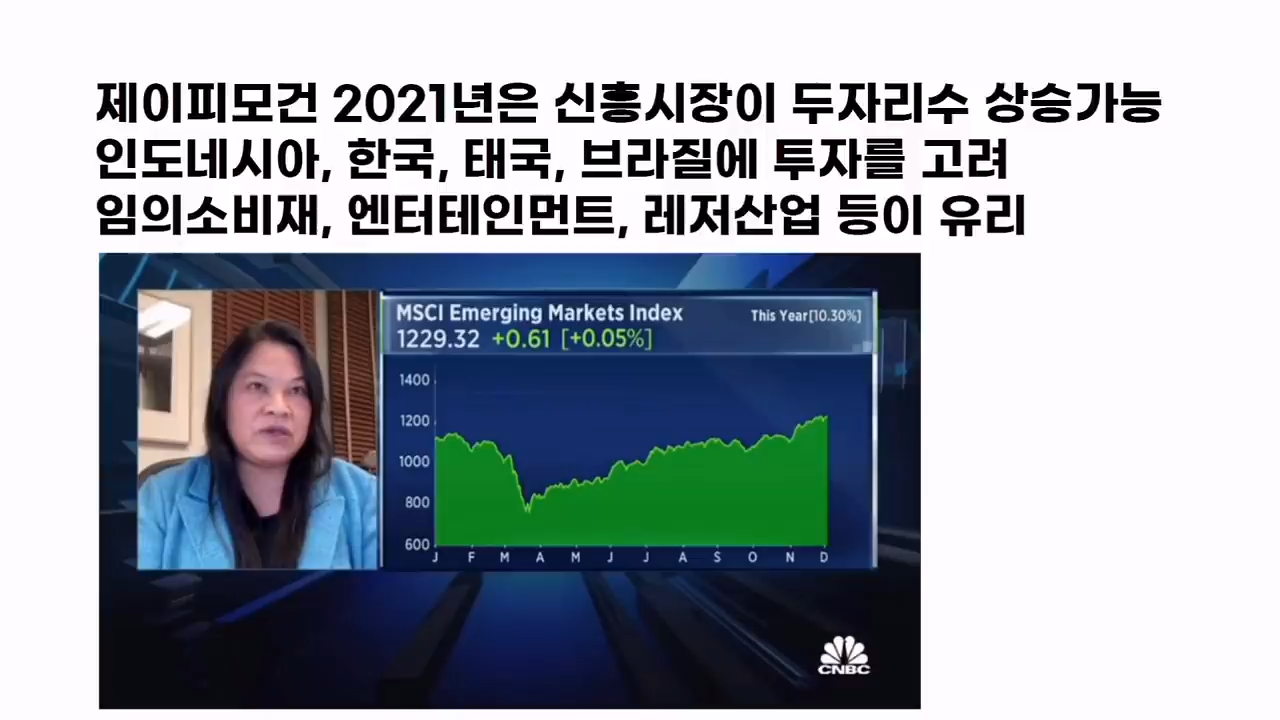 제이피모건 2021년은 신흥시장이 두자리수 상승가능
인도네시아, 한국, 태국, 브라질에 투자를 고려
임의소비재, 엔터테인먼트, 레저산업 등이 유리
MSCI Emerging Markets Index This Year[10.30%]
1229.32 +0.61 [+0.05%]
1400
1200
1000
800
600
J F M A M J J A S O N D
CNBC